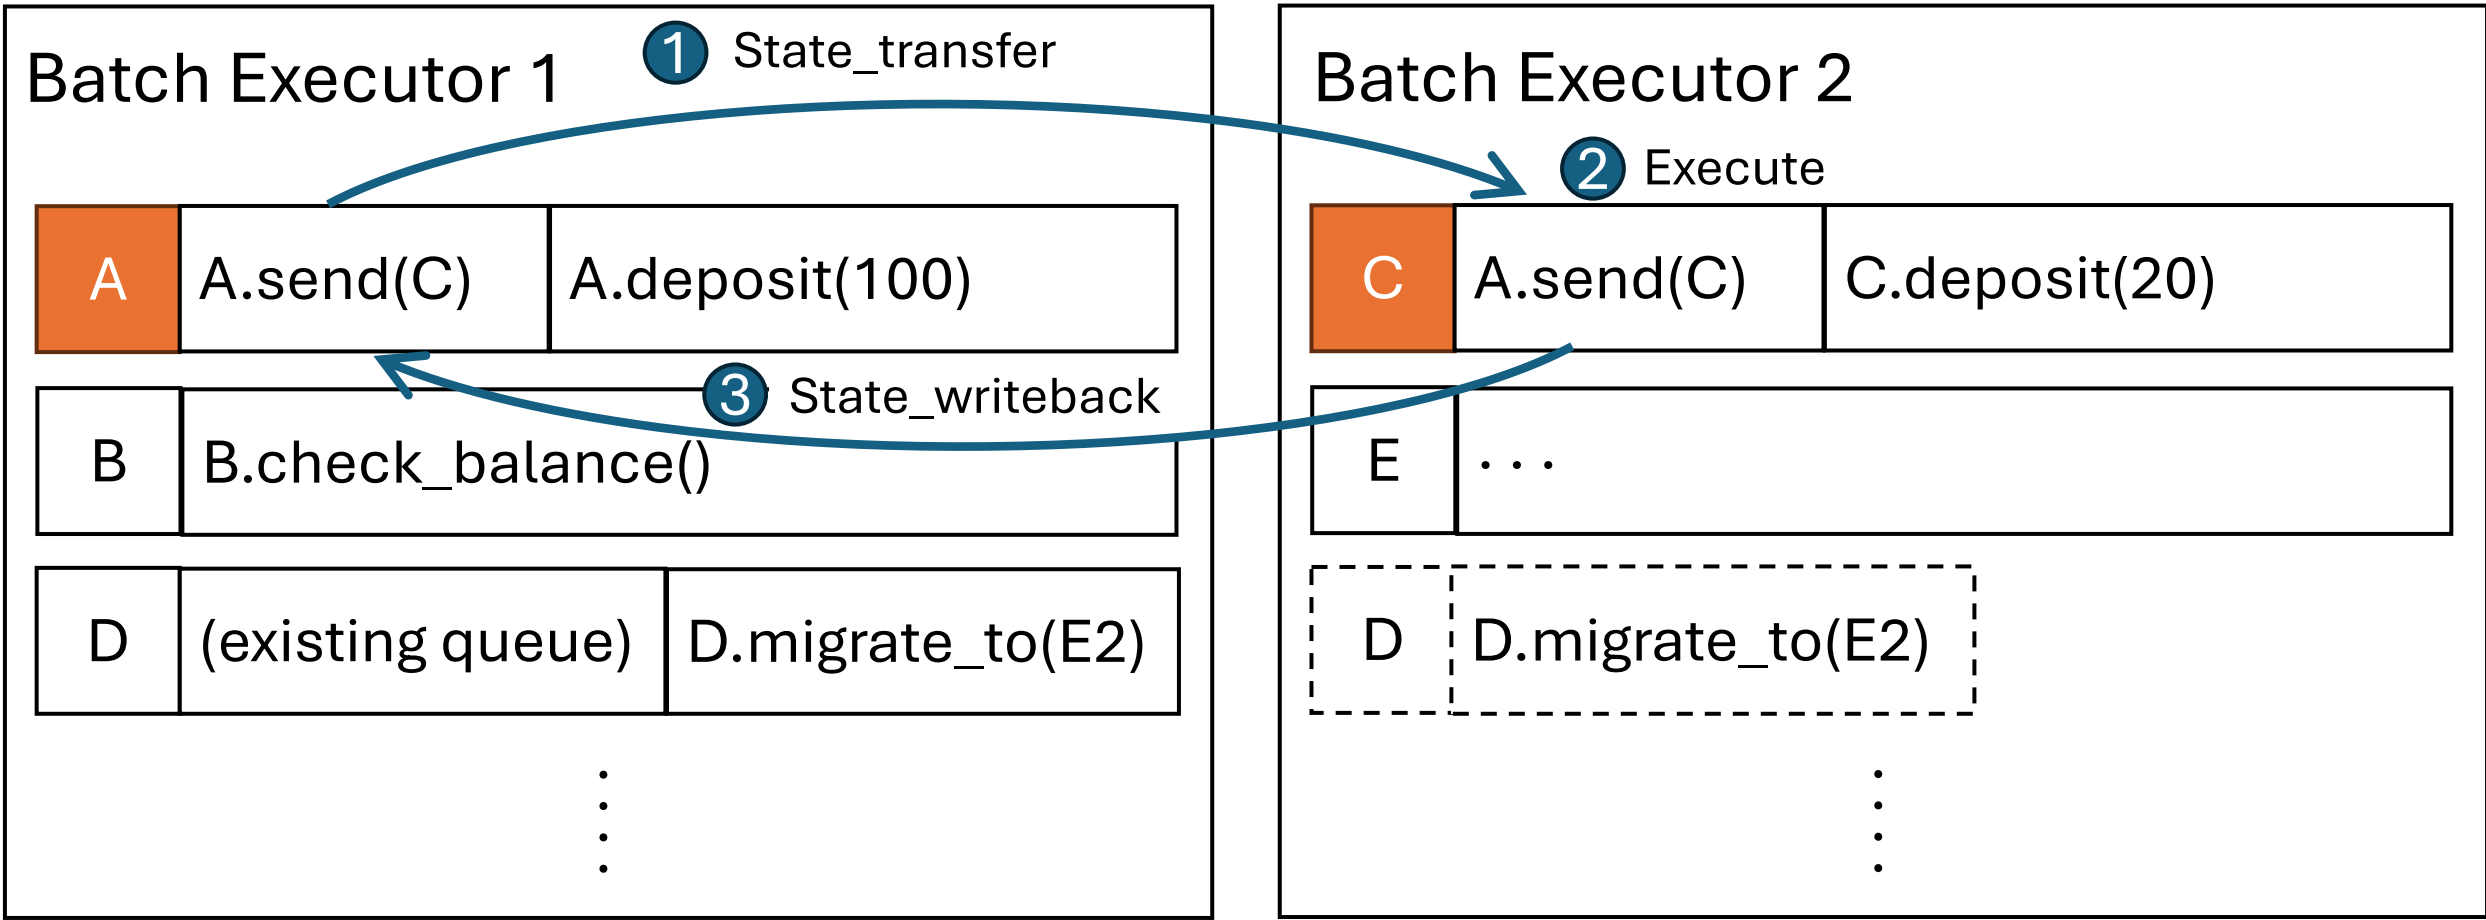 Batch Executor 1
1 State_transfer
A A.send(C) A.deposit(100)
3 State_writeback
B B.check_balance()
D (existing queue) D.migrate_to(E2)
Batch Executor 2
2 Execute
C A.send(C) C.deposit(20)
E . . .
D D.migrate_to(E2)